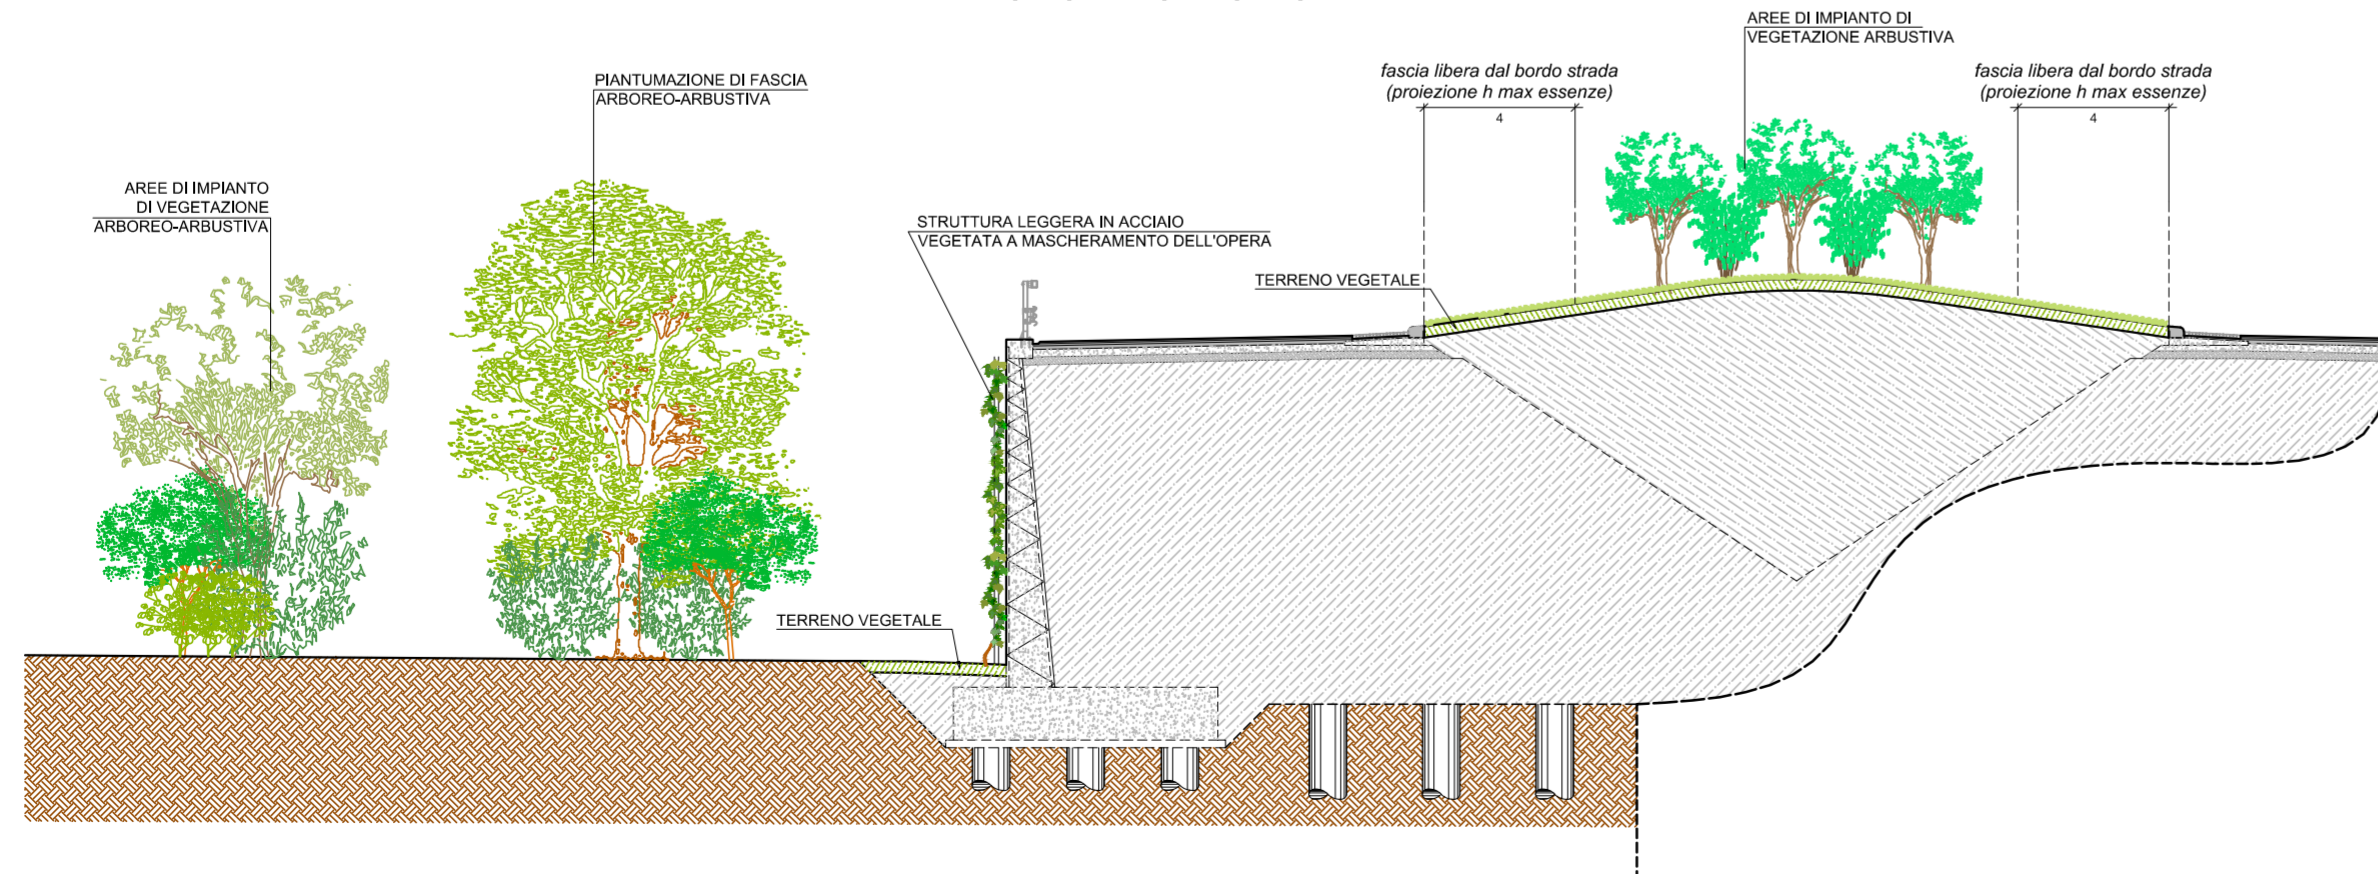 AREE DI IMPIANTO DI
VEGETAZIONE ARBUSTIVA
fascia libera dal bordo strada
(proiezione h max essenze)
4
fascia libera dal bordo strada
(proiezione h max essenze)
4
PIANTUMAZIONE DI FASCIA
ARBOREO-ARBUSTIVA
AREE DI IMPIANTO
DI VEGETAZIONE
ARBOREO-ARBUSTIVA
STRUTTURA LEGGERA IN ACCIAIO
VEGETATA A MASCHERAMENTO DELL'OPERA
TERRENO VEGETALE
TERRENO VEGETALE